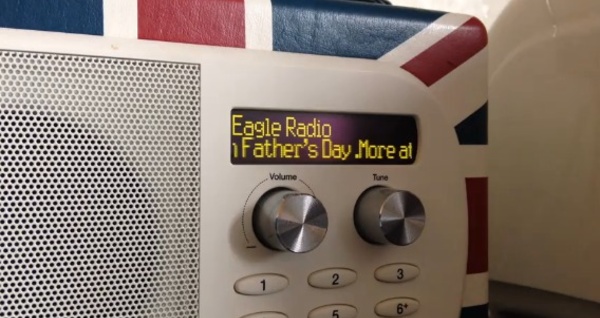 Eagle Radio
Father's Day .More at
Volume
Tune
1 2 3
5 6+